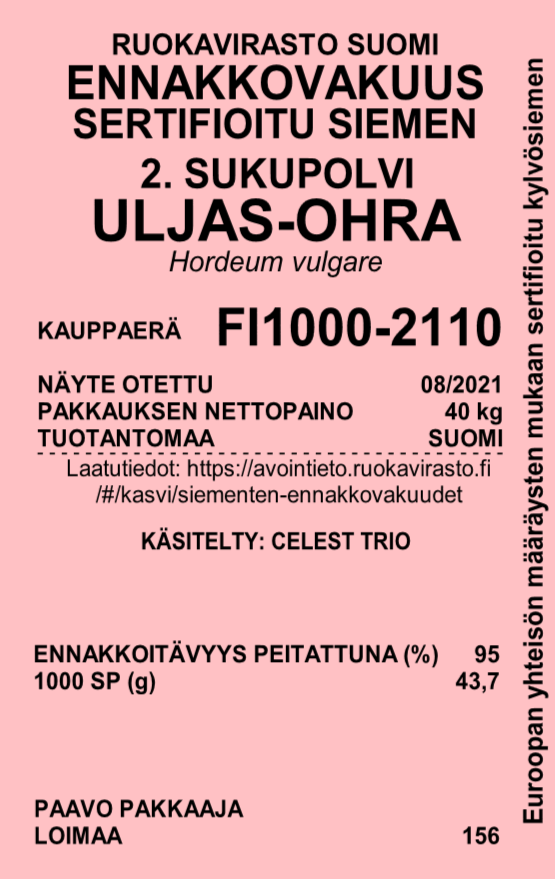 RUOKAVIRASTO SUOMI
ENNAKKOVAKUUS
SERTIFIOITU SIEMEN
2. SUKUPOLVI
ULJAS-OHRA
Hordeum vulgare
KAUPPAERÄ FI1000-2110
NÄYTE OTETTU 08/2021
PAKKAUKSEN NETTOPAINO 40 kg
TUOTANTOMAA SUOMI
Laatutiedot: https://avointieto.ruokavirasto.fi
/#/kasvi/siementen-ennakkovakuudet
KÄSITELTY: CELEST TRIO
ENNAKKOITÄVYYS PEITATTUNA (%) 95
1000 SP (g) 43,7
PAAVO PAKKAAJA
LOIMAA 156
Euroopan yhteisön määräysten mukaan sertifioitu kylvösiemen